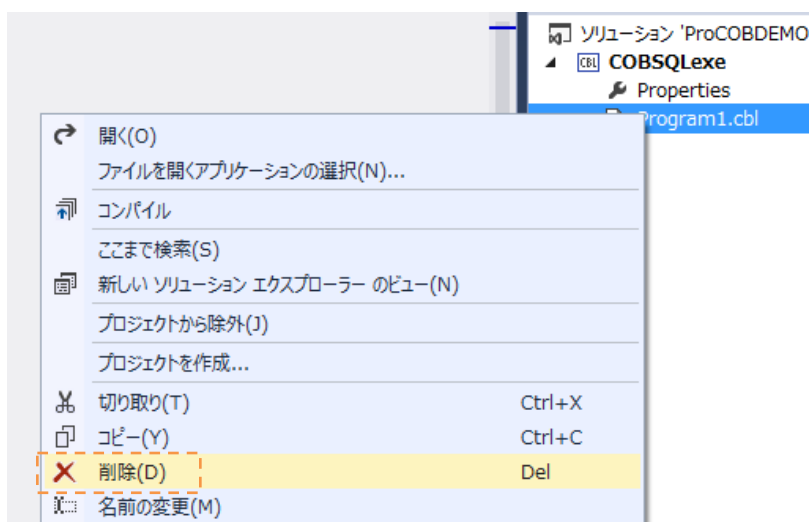 ソリューション 'ProCOBDEMO
CBL COBSQLexe
Properties
Program1.cbl
開く(O)
ファイルを開くアプリケーションの選択(N)...
コンパイル
ここまで検索(S)
新しい ソリューション エクスプローラー のビュー(N)
プロジェクトから除外(J)
プロジェクトを作成...
切り取り(T) Ctrl+X
コピー(Y) Ctrl+C
削除(D) Del
名前の変更(M)